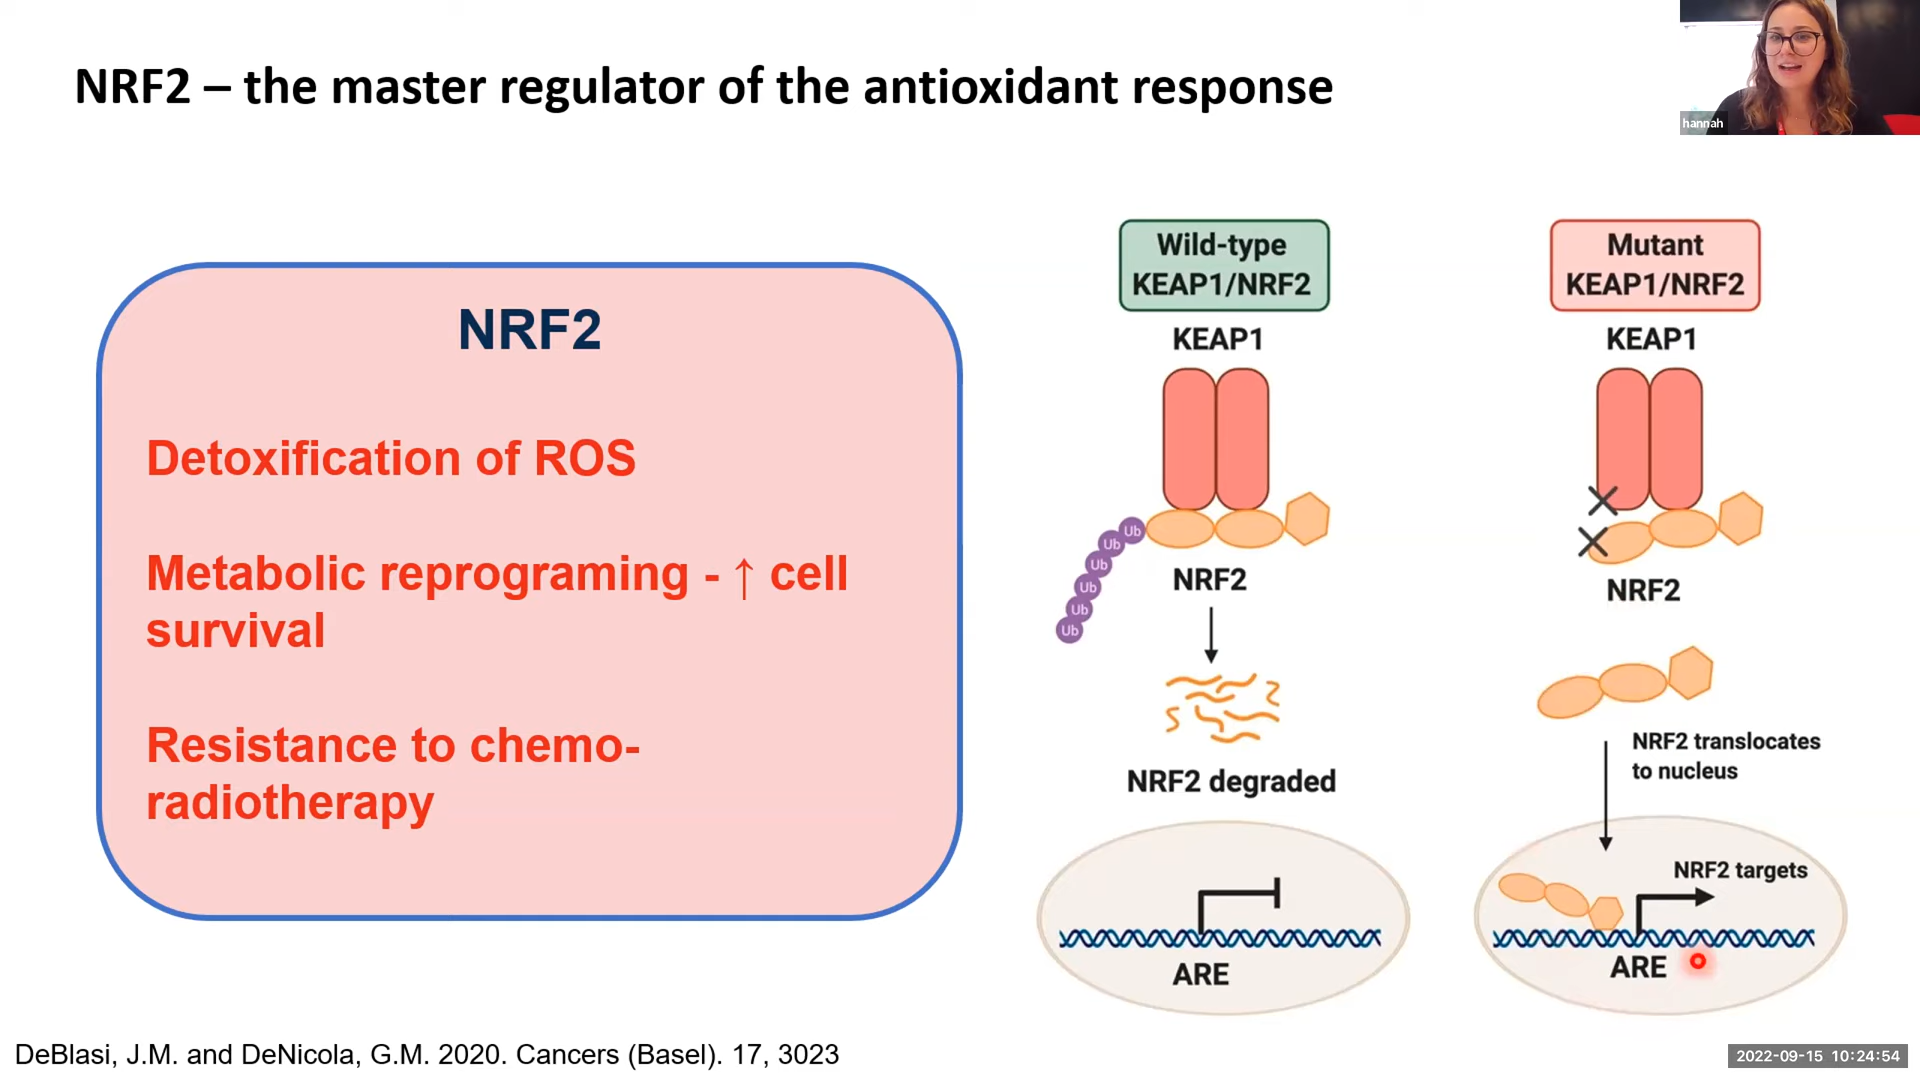 NRF2 – the master regulator of the antioxidant response
hannah
NRF2
Detoxification of ROS
Metabolic reprograming - ↑ cell
survival
Resistance to chemo-
radiotherapy
Wild-type
KEAP1/NRF2
KEAP1
Ub
Ub
Ub
Ub
Ub
Ub
NRF2
NRF2 degraded
ARE
Mutant
KEAP1/NRF2
KEAP1
NRF2
NRF2 translocates
to nucleus
NRF2 targets
ARE
DeBlasi, J.M. and DeNicola, G.M. 2020. Cancers (Basel). 17, 3023
2022-09-15 10:24:54